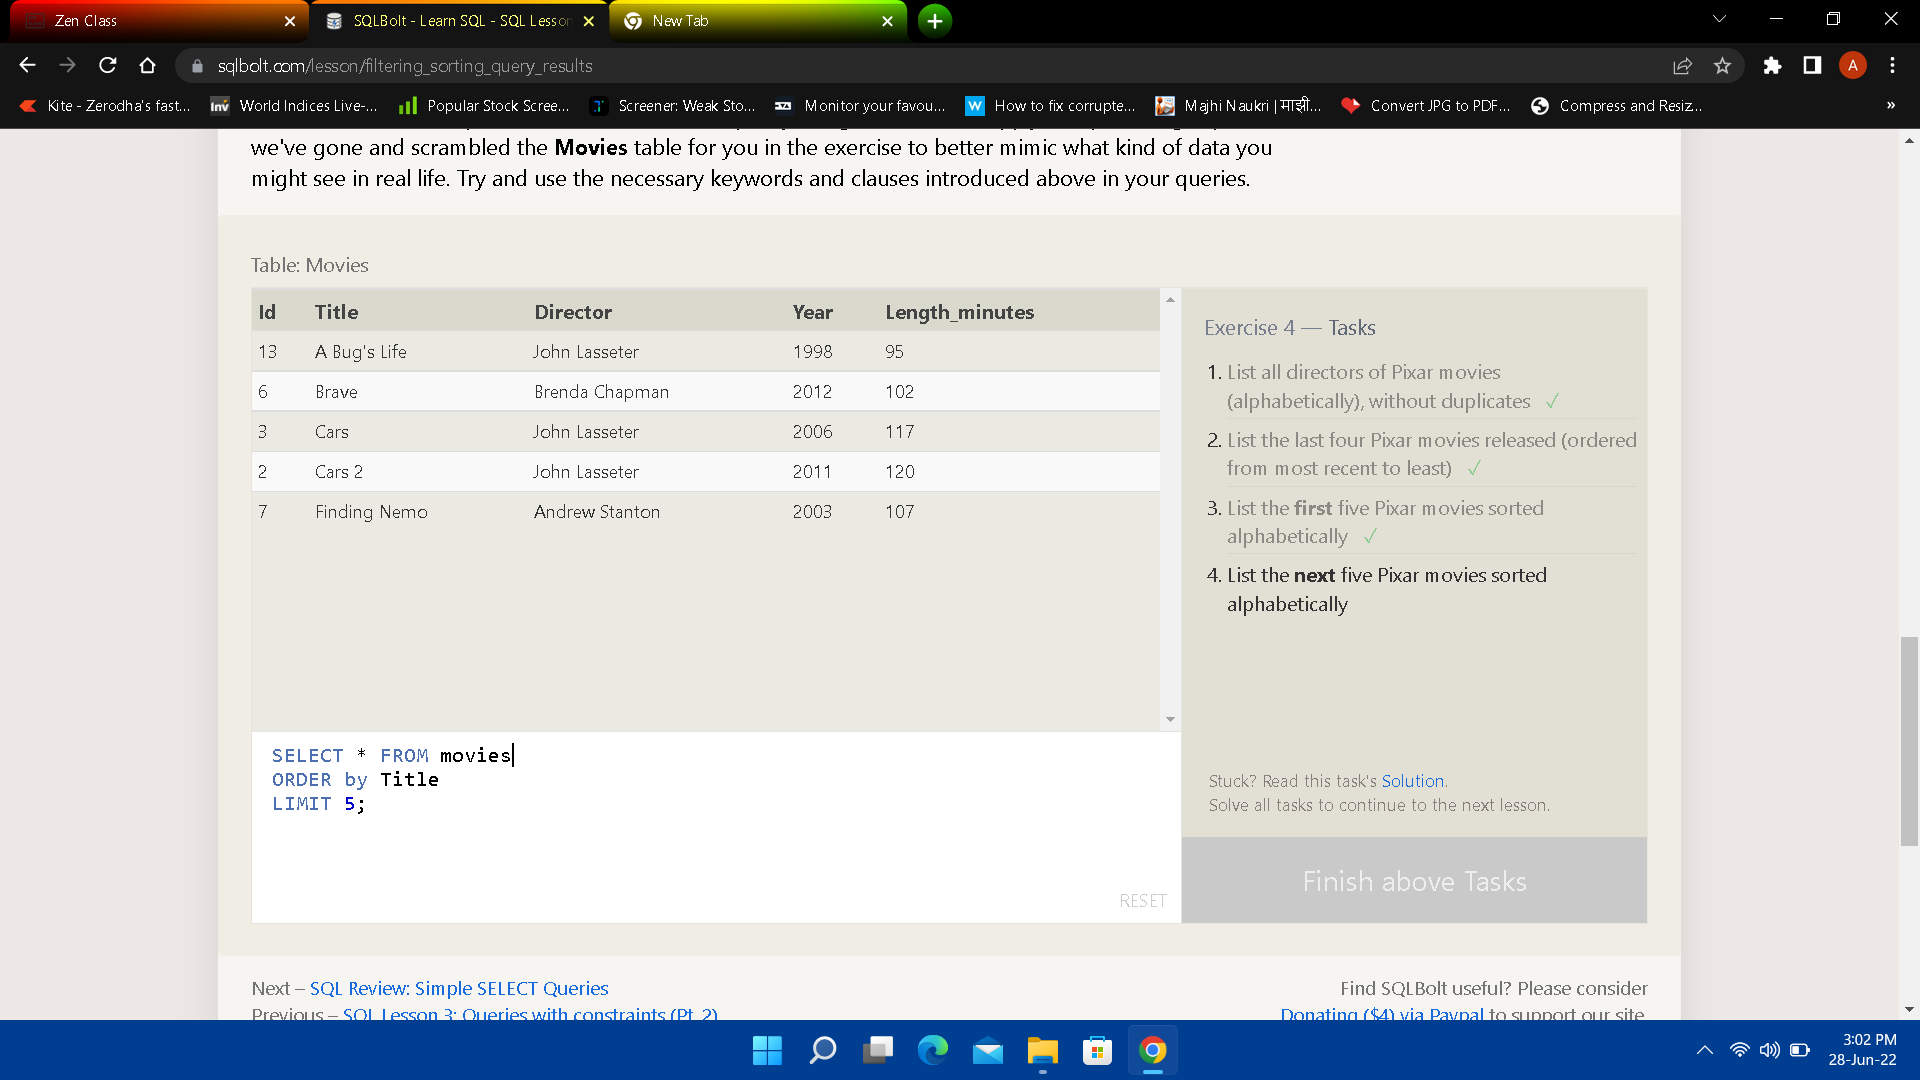 Zen Class
SQLBolt - Learn SQL - SQL Lesson
New Tab
sqlbolt.com/lesson/filtering_sorting_query_results
A
Kite - Zerodha's fast...
World Indices Live-...
Popular Stock Scree...
Screener: Weak Sto...
Monitor your favou...
How to fix corrupte...
Majhi Naukri | माझी...
Convert JPG to PDF...
Compress and Resiz...
»
we've gone and scrambled the Movies table for you in the exercise to better mimic what kind of data you
might see in real life. Try and use the necessary keywords and clauses introduced above in your queries.
Table: Movies
Id Title Director Year Length_minutes
13 A Bug's Life John Lasseter 1998 95
6 Brave Brenda Chapman 2012 102
3 Cars John Lasseter 2006 117
2 Cars 2 John Lasseter 2011 120
7 Finding Nemo Andrew Stanton 2003 107
SELECT * FROM movies
ORDER by Title
LIMIT 5;
RESET
Exercise 4 — Tasks
1. List all directors of Pixar movies
(alphabetically), without duplicates ✓
2. List the last four Pixar movies released (ordered
from most recent to least) ✓
3. List the first five Pixar movies sorted
alphabetically ✓
4. List the next five Pixar movies sorted
alphabetically
Stuck? Read this task's Solution.
Solve all tasks to continue to the next lesson.
Finish above Tasks
Next – SQL Review: Simple SELECT Queries
Previous – SQL Lesson 3: Queries with constraints (Pt. 2)
Find SQLBolt useful? Please consider
Donating ($4) via Paypal to support our site.
3:02 PM
28-Jun-22